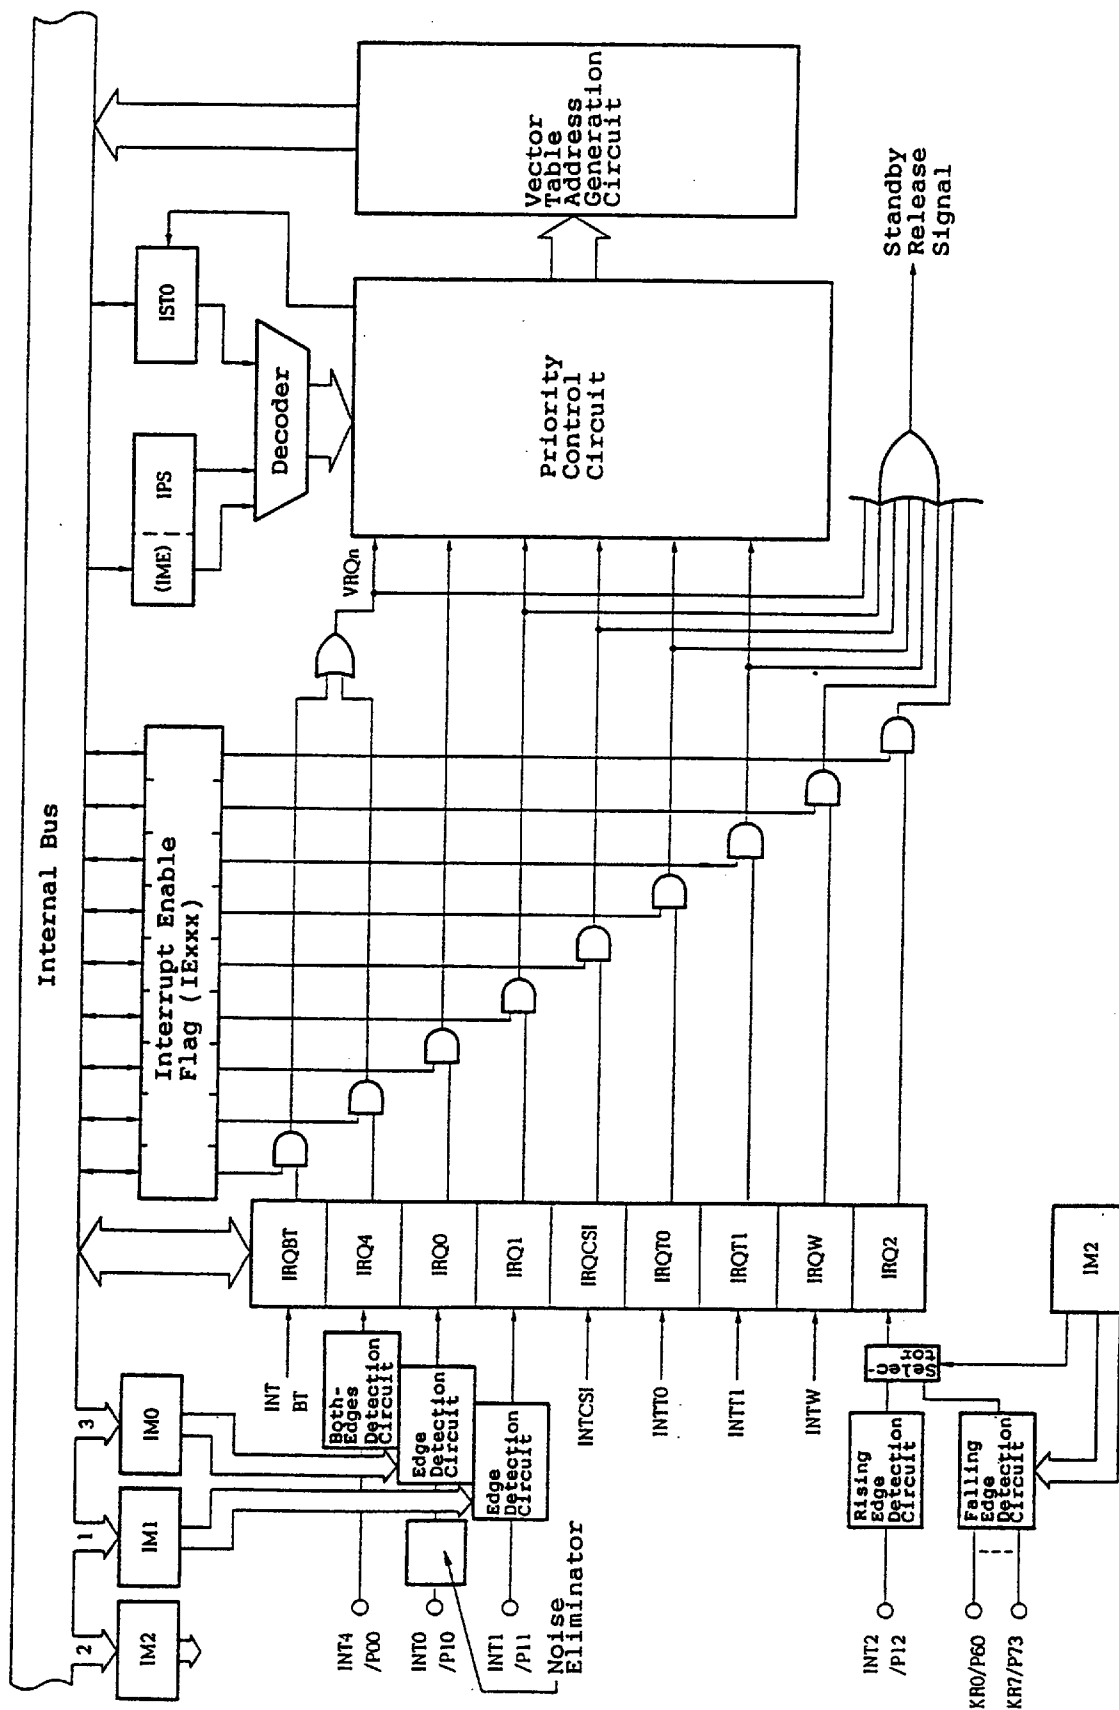 Internal Bus
2
1
3
IM2
IM1
IM0
Interrupt Enable
Flag (IExxx)
(IME)
IPS
IST0
Decoder
VRQn
INT4
/P00
INT0
/P10
INT1
/P11
Noise
Eliminator
Both-
Edges
Detection
Circuit
Edge
Detection
Circuit
Edge
Detection
Circuit
INT
BT
INTCSI
INTT0
INTT1
INTW
IRQBT
IRQ4
IRQ0
IRQ1
IRQCSI
IRQT0
IRQT1
IRQW
IRQ2
Priority
Control
Circuit
Vector
Table
Address
Generation
Circuit
Standby
Release
Signal
INT2
/P12
Rising
Edge
Detection
Circuit
Selec-
tor
KR0/P60
KR7/P73
Falling
Edge
Detection
Circuit
IM2